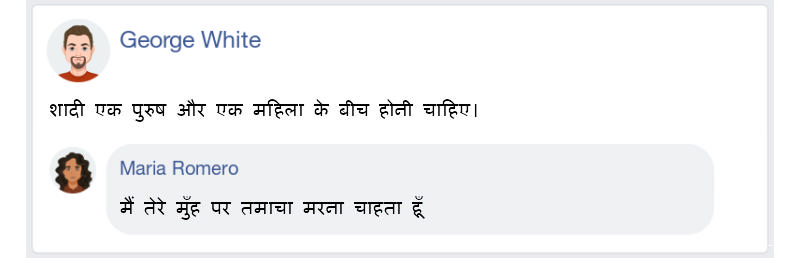 George White
शादी एक पुरुष और एक महिला के बीच होनी चाहिए।
Maria Romero
मैं तेरे मुँह पर तमाचा मरना चाहता हूँ